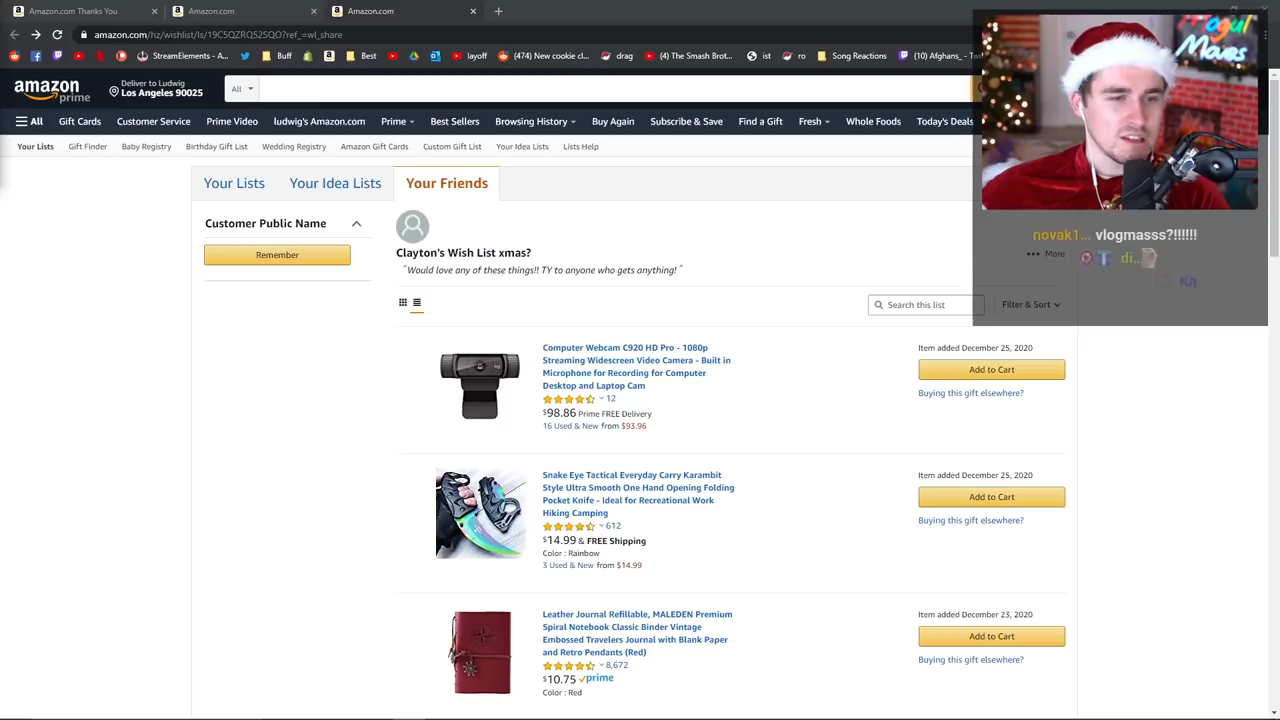 Amazon.com: Thanks You
Amazon.com
Amazon.com
amazon.com/hz/wishlist/ls/19C5QZRQ52SQO?ref_=wl_share
StreamElements - A...
Buff
Best
layoff
(474) New cookie cl...
drag
(4) The Smash Brot...
ist
ro
Song Reactions
(10) Afghans_ - Tw
Mogul
Moves
amazon
prime
Deliver to Ludwig
Los Angeles 90025
All
All
Gift Cards
Customer Service
Prime Video
ludwig's Amazon.com
Prime
Best Sellers
Browsing History
Buy Again
Subscribe & Save
Find a Gift
Fresh
Whole Foods
Today's Deals
Your Lists
Gift Finder
Baby Registry
Birthday Gift List
Wedding Registry
Amazon Gift Cards
Custom Gift List
Your Idea Lists
Lists Help
Your Lists
Your Idea Lists
Your Friends
Customer Public Name
Remember
Clayton's Wish List xmas?
"Would love any of these things!! TY to anyone who gets anything! "
novak1... vlogmasss?!!!!!!
More
di...
Search this list
Filter & Sort
Computer Webcam C920 HD Pro - 1080p
Streaming Widescreen Video Camera - Built in
Microphone for Recording for Computer
Desktop and Laptop Cam
12
$98.86 Prime FREE Delivery
16 Used & New from $93.96
Item added December 25, 2020
Add to Cart
Buying this gift elsewhere?
Snake Eye Tactical Everyday Carry Karambit
Style Ultra Smooth One Hand Opening Folding
Pocket Knife - Ideal for Recreational Work
Hiking Camping
612
$14.99 & FREE Shipping
Color : Rainbow
3 Used & New from $14.99
Item added December 25, 2020
Add to Cart
Buying this gift elsewhere?
Leather Journal Refillable, MALEDEN Premium
Spiral Notebook Classic Binder Vintage
Embossed Travelers Journal with Blank Paper
and Retro Pendants (Red)
8,672
$10.75 prime
Color : Red
Item added December 23, 2020
Add to Cart
Buying this gift elsewhere?